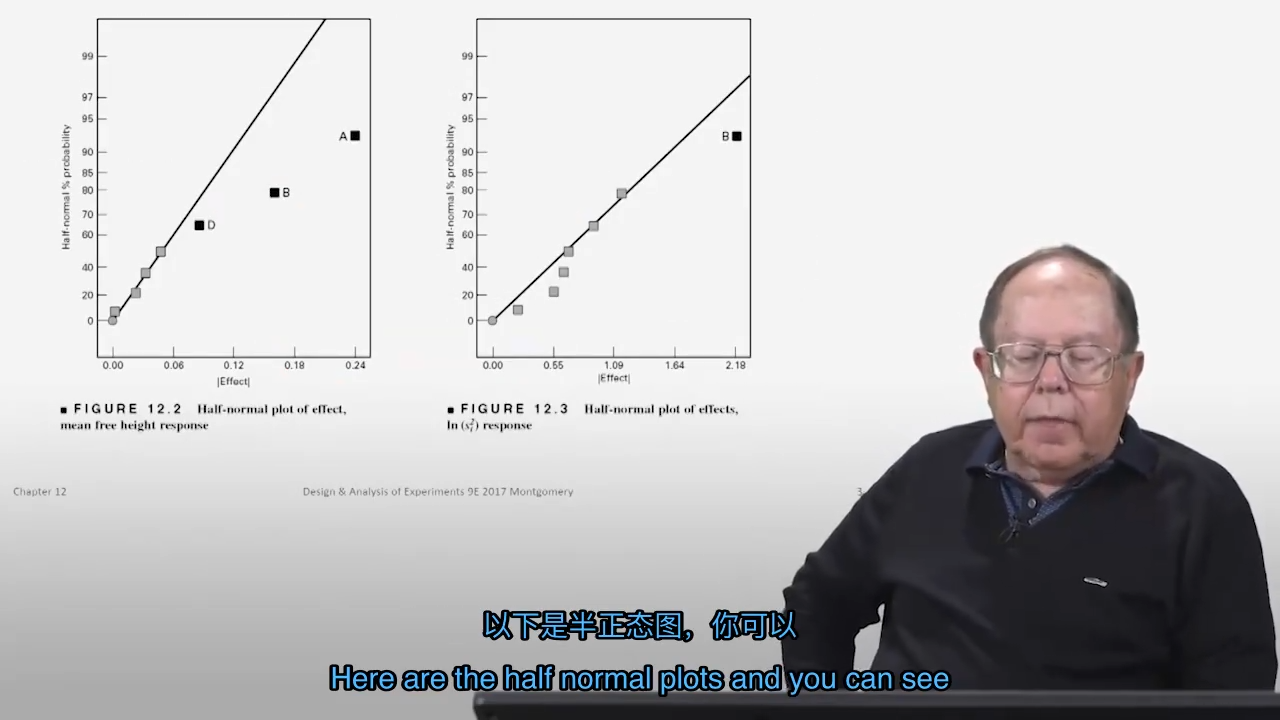 99
97
95
90
85
80
70
60
40
20
0
Half-normal % probability
A
B
D
0.00 0.06 0.12 0.18 0.24
|Effect|
■ FIGURE 12.2 Half-normal plot of effect,
mean free height response
99
97
95
90
85
80
70
60
40
20
0
Half-normal % probability
B
0.00 0.55 1.09 1.64 2.18
|Effect|
■ FIGURE 12.3 Half-normal plot of effects,
ln (s_i^2) response
Chapter 12 Design & Analysis of Experiments 9E 2017 Montgomery 3
以下是半正态图，你可以
Here are the half normal plots and you can see